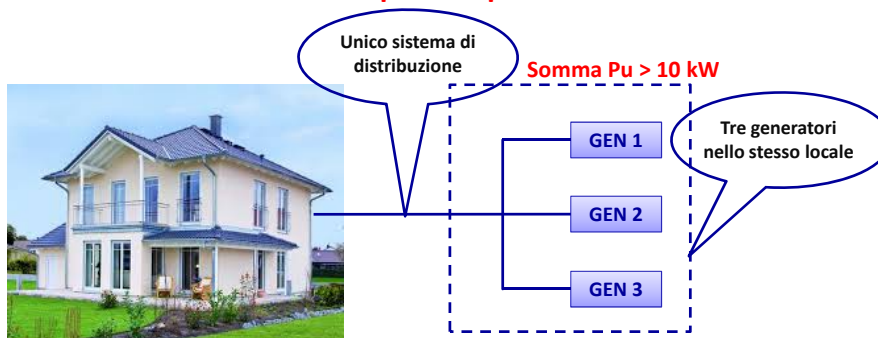 Unico sistema di
distribuzione
Somma Pu > 10 kW
GEN 1
Tre generatori
nello stesso locale
GEN 2
GEN 3